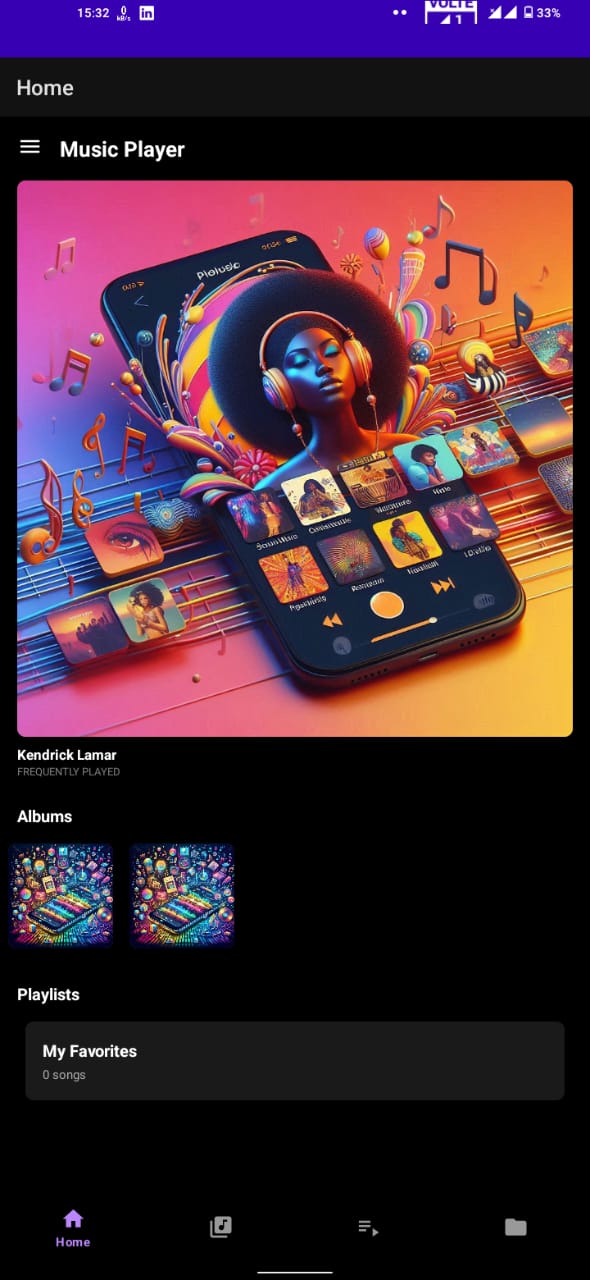 15:32
0
kB/s
in
VOLTE
1
33%
Home
Music Player
Kendrick Lamar
FREQUENTLY PLAYED
Albums
Playlists
My Favorites
0 songs
Home